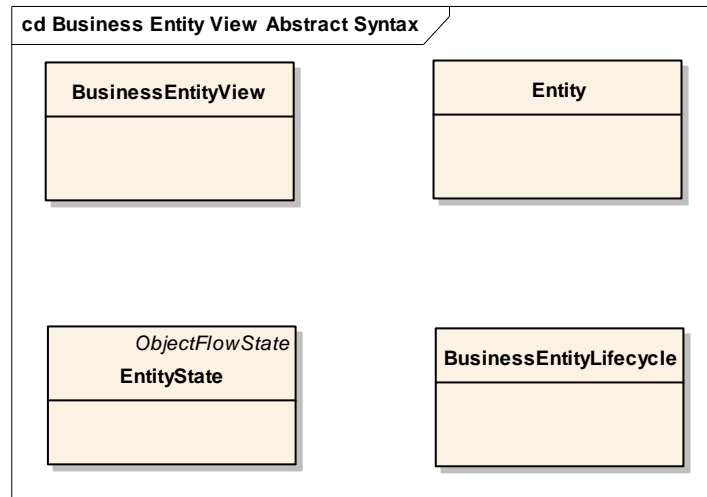 cd Business Entity View Abstract Syntax
BusinessEntityView
Entity
ObjectFlowState
EntityState
BusinessEntityLifecycle